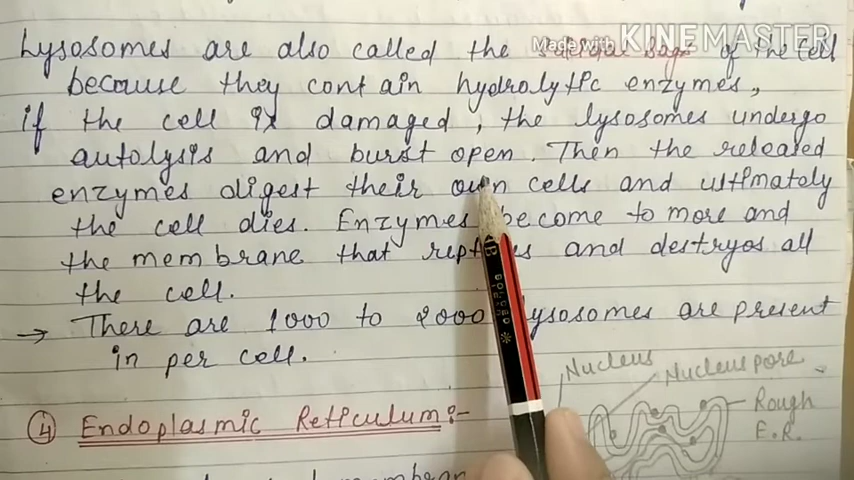 Lysosomes are also called the suicidal bags of the cell
Made with KINEMASTER
because they contain hydrolytic enzymes,
if the cell is damaged, the lysosomes undergo
autolysis and burst open. Then the released
enzymes digest their own cells and ultimately
the cell dies. Enzymes become to more and
the membrane that and destryos all
the cell.
→ There are 1000 to 2000 lysosomes are present
in per cell.
Nucleus
Nucleus pore
Rough
E.R.
④ Endoplasmic Reticulum:-
membran